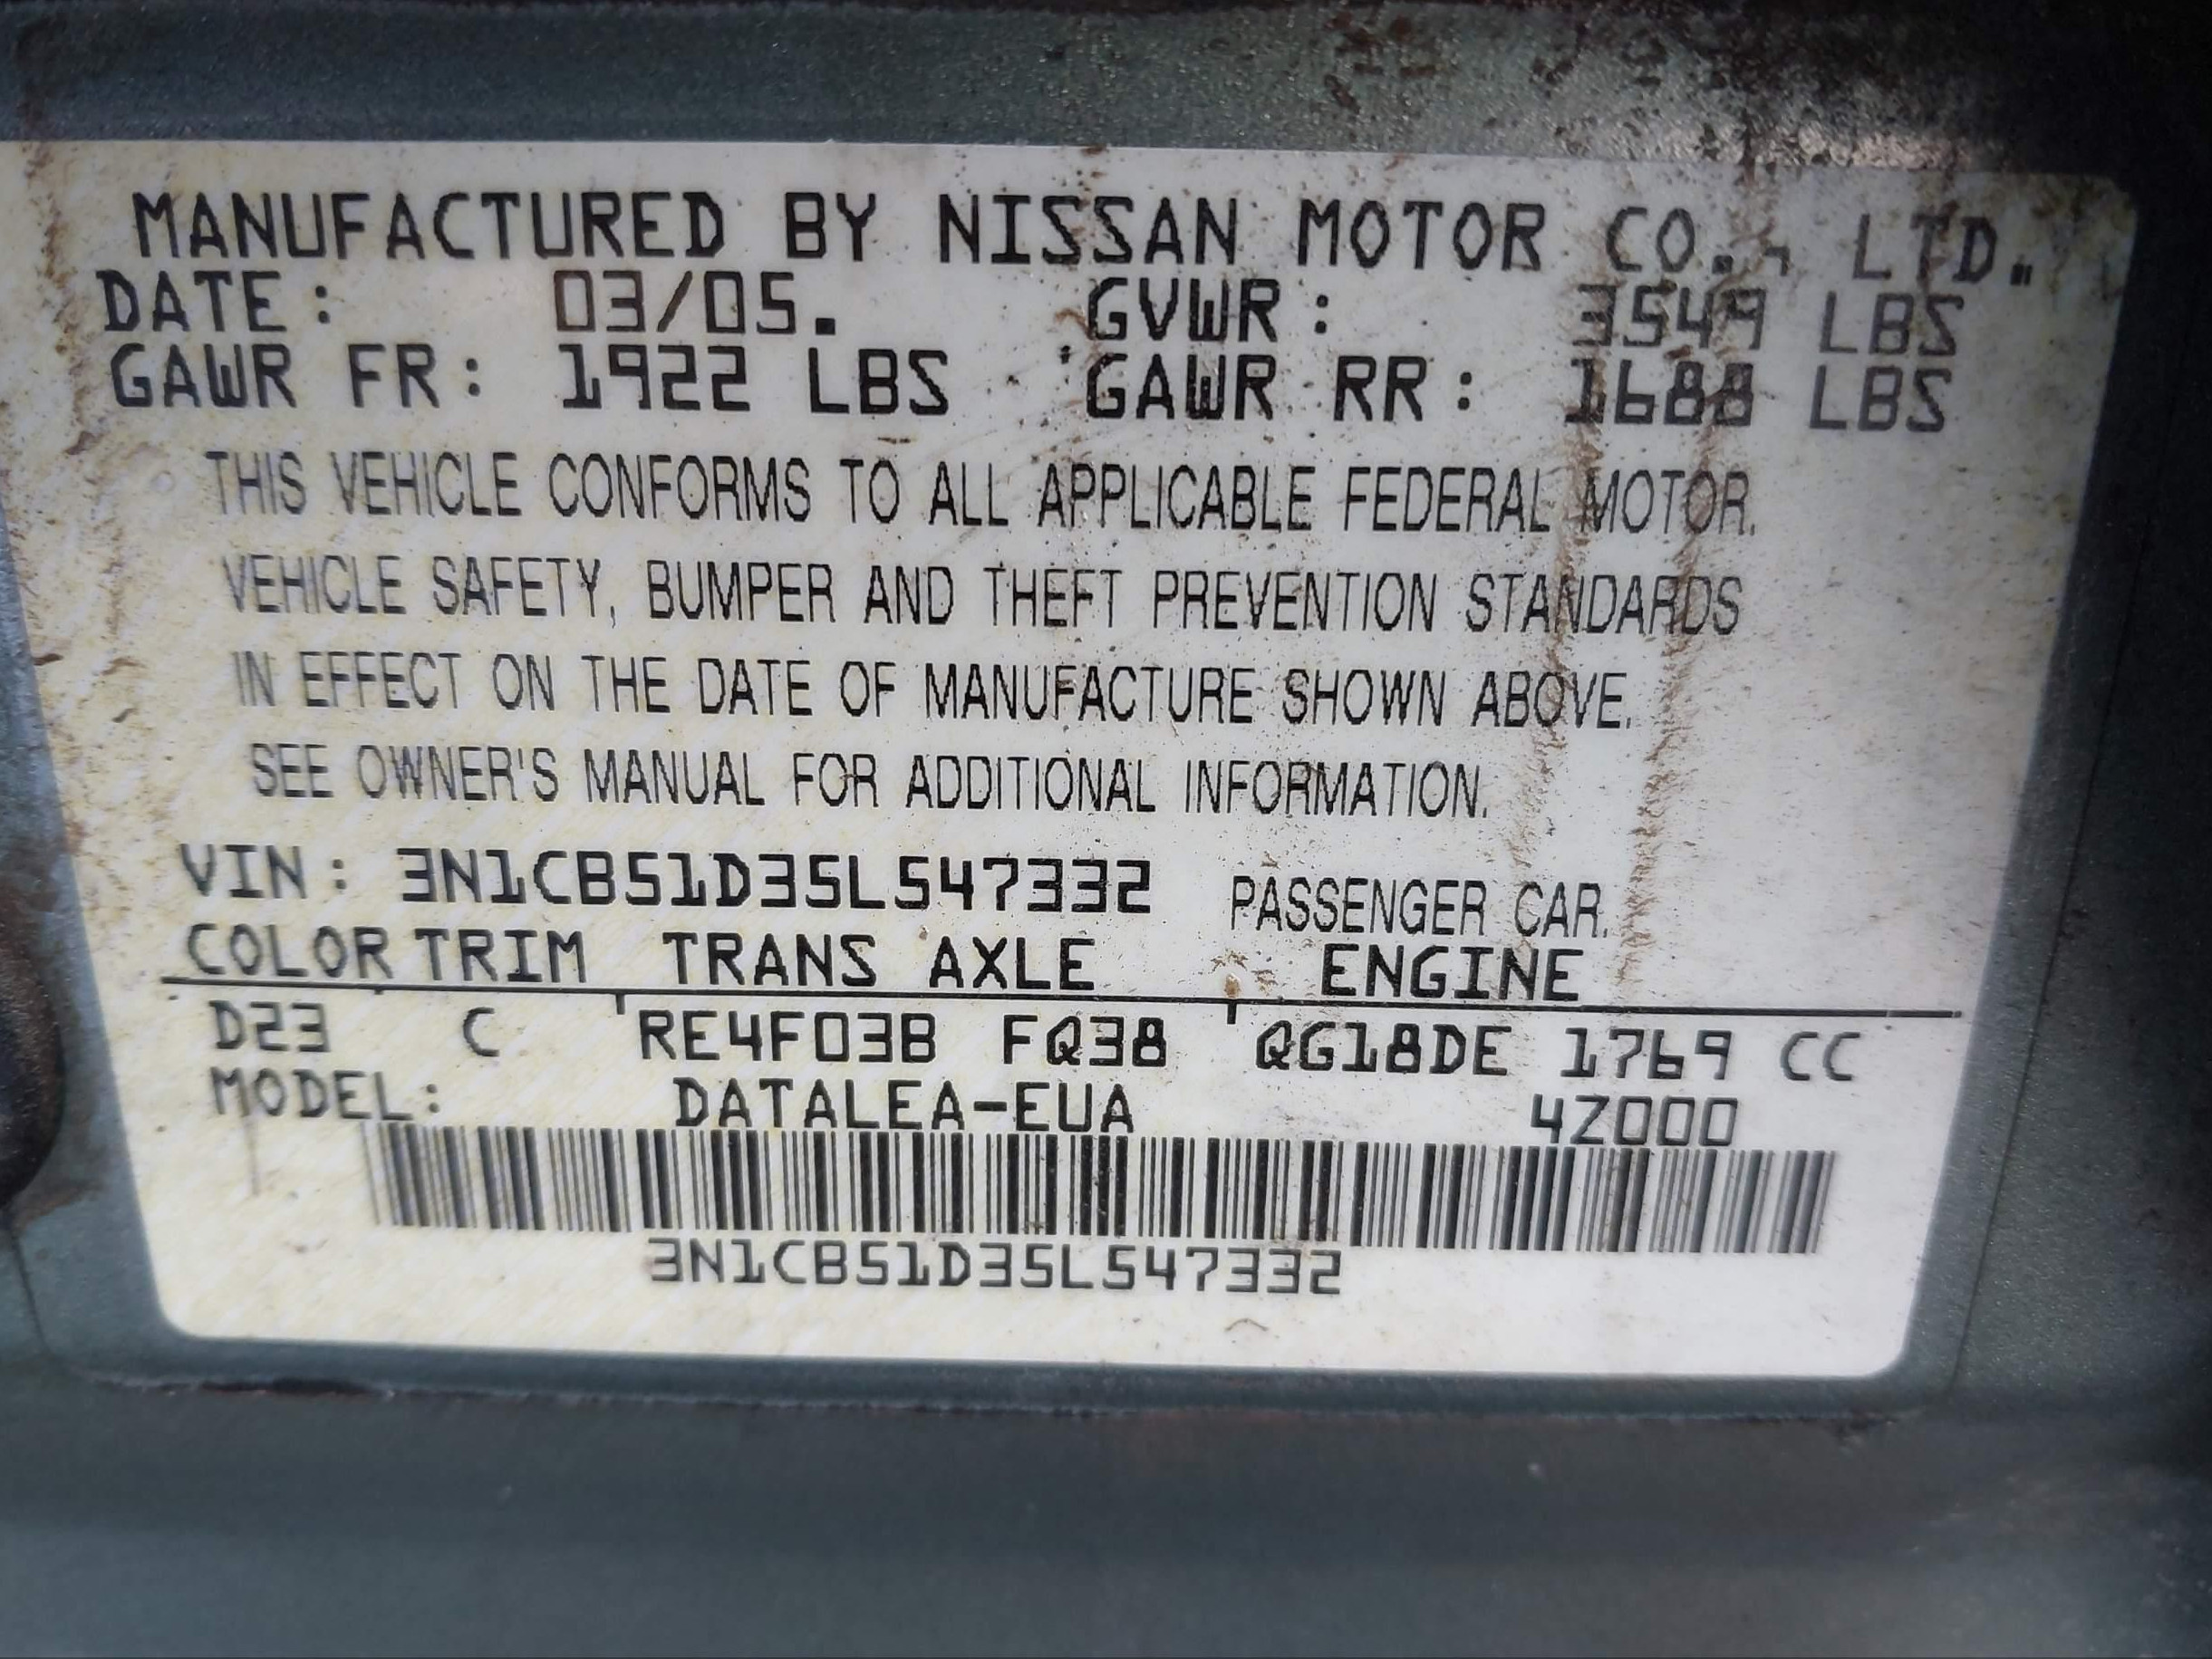 MANUFACTURED BY NISSAN MOTOR CO., LTD.
DATE: 03/05. GVWR: 3549 LBS
GAWR FR: 1922 LBS GAWR RR: 1688 LBS
THIS VEHICLE CONFORMS TO ALL APPLICABLE FEDERAL MOTOR.
VEHICLE SAFETY, BUMPER AND THEFT PREVENTION STANDARDS
IN EFFECT ON THE DATE OF MANUFACTURE SHOWN ABOVE.
SEE OWNER'S MANUAL FOR ADDITIONAL INFORMATION.
VIN: 3N1CB51D35L547332 PASSENGER CAR.
COLOR TRIM TRANS AXLE ENGINE
D23 C RE4F03B FQ38 QG18DE 1769 CC
MODEL: DATALEA-EUA 4Z000
3N1CB51D35L547332